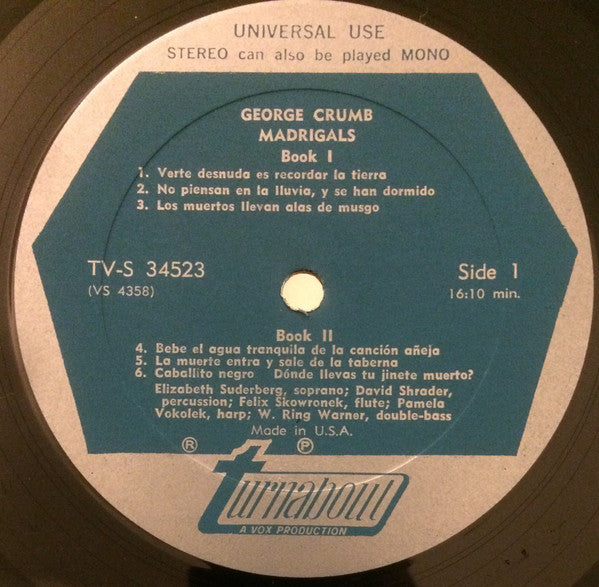 UNIVERSAL USE
STEREO can also be played MONO
GEORGE CRUMB
MADRIGALS
Book I
1. Verte desnuda es recordar la tierra
2. No piensan en la lluvia, y se han dormido
3. Los muertos llevan alas de musgo
TV-S 34523
(VS 4358)
Side 1
16:10 min.
Book II
4. Bebe el agua tranquila de la canción añeja
5. La muerte entra y sale de la taberna
6. Caballito negro Dónde llevas tu jinete muerto?
Elizabeth Suderberg, soprano; David Shrader,
percussion; Felix Skowronek, flute; Pamela
Vokolek, harp; W. Ring Warner, double-bass
Made in U.S.A.
® ℗
turnabout
A VOX PRODUCTION